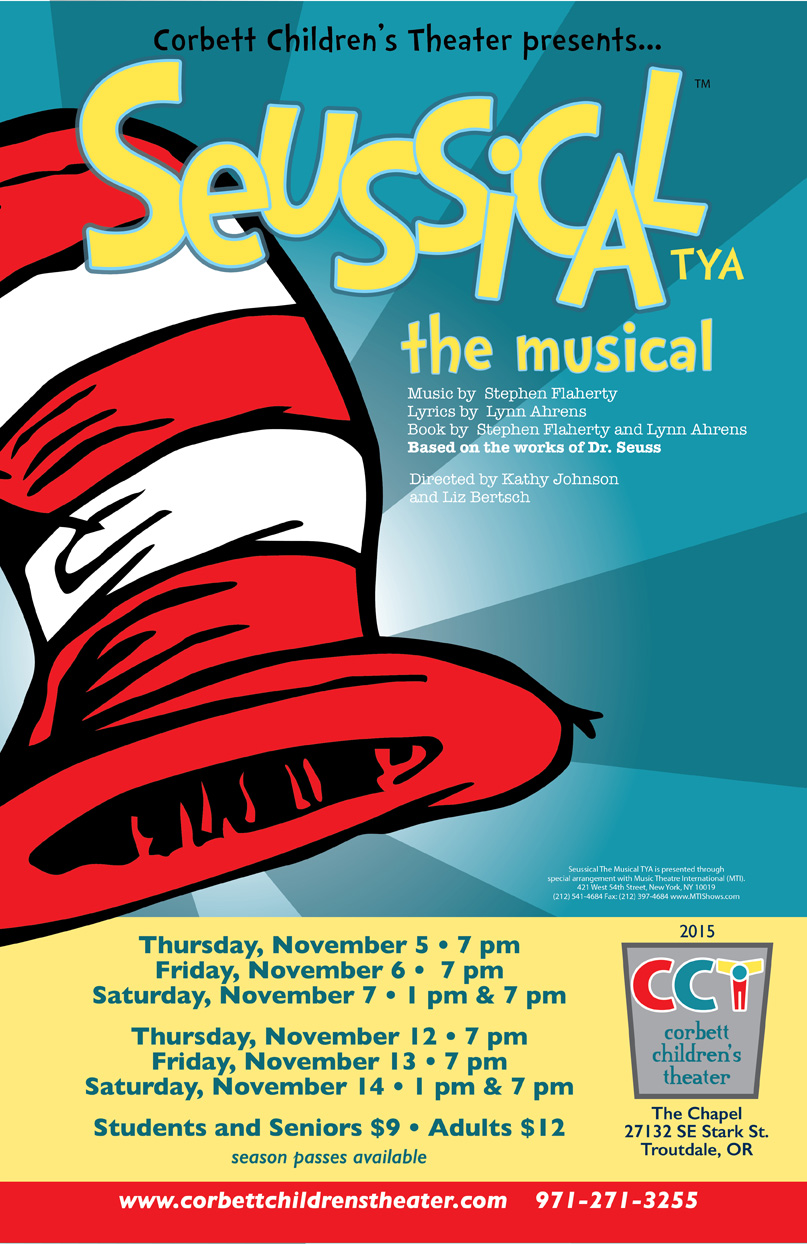 Corbett Children's Theater presents...
SeussicaL
TM
TYA
the musical
Music by Stephen Flaherty
Lyrics by Lynn Ahrens
Book by Stephen Flaherty and Lynn Ahrens
Based on the works of Dr. Seuss
Directed by Kathy Johnson
and Liz Bertsch
Seussical The Musical TYA is presented through
special arrangement with Music Theatre International (MTI).
421 West 54th Street, New York, NY 10019
(212) 541-4684 Fax: (212) 397-4684 www.MTIShows.com
Thursday, November 5 • 7 pm
Friday, November 6 • 7 pm
Saturday, November 7 • 1 pm & 7 pm
Thursday, November 12 • 7 pm
Friday, November 13 • 7 pm
Saturday, November 14 • 1 pm & 7 pm
Students and Seniors $9 • Adults $12
season passes available
2015
CCT
corbett
children's
theater
The Chapel
27132 SE Stark St.
Troutdale, OR
www.corbettchildrenstheater.com 971-271-3255